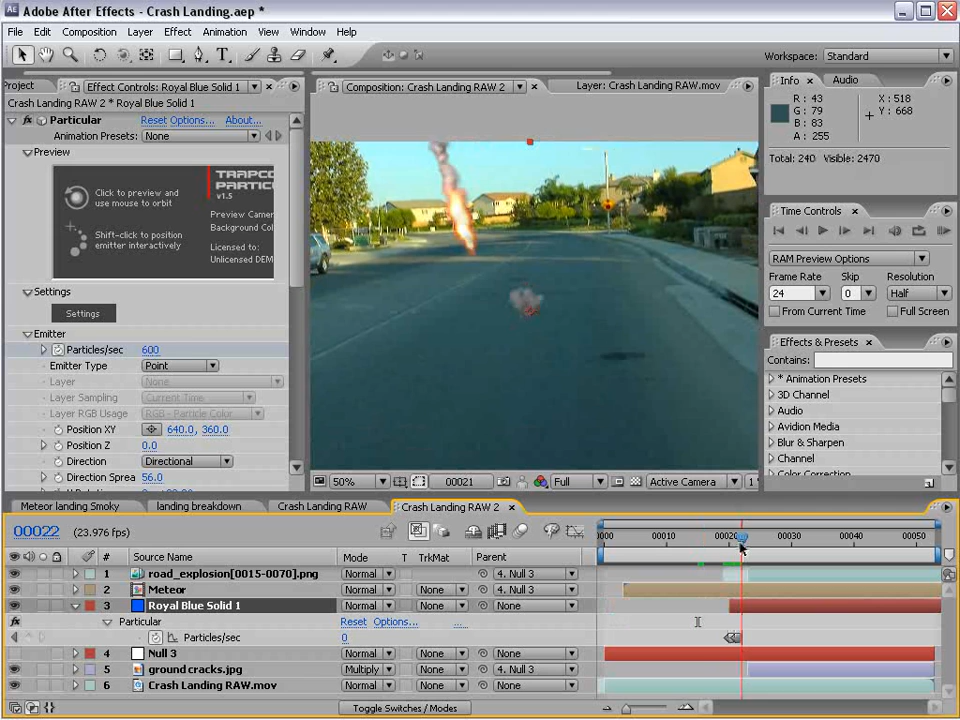 Adobe After Effects - Crash Landing.aep *
File Edit Composition Layer Effect Animation View Window Help
Workspace: Standard
Project Effect Controls: Royal Blue Solid 1
Composition: Crash Landing RAW 2
Layer: Crash Landing RAW.mov
Info Audio
Crash Landing RAW 2 * Royal Blue Solid 1
Particular Reset Options... About...
Animation Presets: None
Preview
Click to preview and
use mouse to orbit
Shift-click to position
emitter interactively
TRAPCO
PARTIC
v1.5
Preview Camer
Background Col
Licensed to:
Unlicensed DEM
Settings
Settings
Emitter
Particles/sec 600
Emitter Type Point
Layer None
Layer Sampling Current Time
Layer RGB Usage RGB - Particle Color
Position XY 640.0, 360.0
Position Z 0.0
Direction Directional
Direction Sprea 56.0
R : 43
G : 79
B : 83
A : 255
X : 518
Y : 668
Total: 240 Visible: 2470
Time Controls
RAM Preview Options
Frame Rate Skip Resolution
24 0 Half
From Current Time Full Screen
Effects & Presets
Contains:
* Animation Presets
3D Channel
Audio
Avidion Media
Blur & Sharpen
Channel
Color Correction
50% 00021 Full Active Camera 1
Meteor landing Smoky landing breakdown Crash Landing RAW Crash Landing RAW 2
00022 (23.976 fps)
0000 00010 00020 00030 00040 00050
# Source Name Mode T TrkMat Parent
1 road_explosion[0015-0070].png Normal 4. Null 3
2 Meteor Normal None 4. Null 3
3 Royal Blue Solid 1 Normal None None
Particular Reset Options... ...
Particles/sec 0
4 Null 3 Normal None None
5 ground cracks.jpg Multiply None 4. Null 3
6 Crash Landing RAW.mov Normal None None
Toggle Switches / Modes